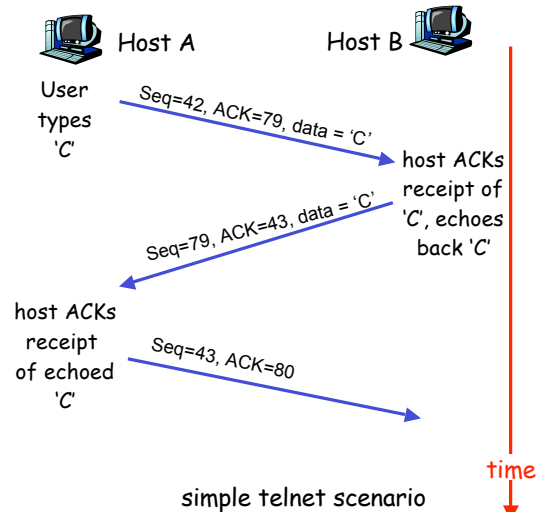 Host A
Host B
User
types
‘C’
Seq=42, ACK=79, data = ‘C’
host ACKs
receipt of
‘C’, echoes
back ‘C’
Seq=79, ACK=43, data = ‘C’
host ACKs
receipt
of echoed
‘C’
Seq=43, ACK=80
time
simple telnet scenario